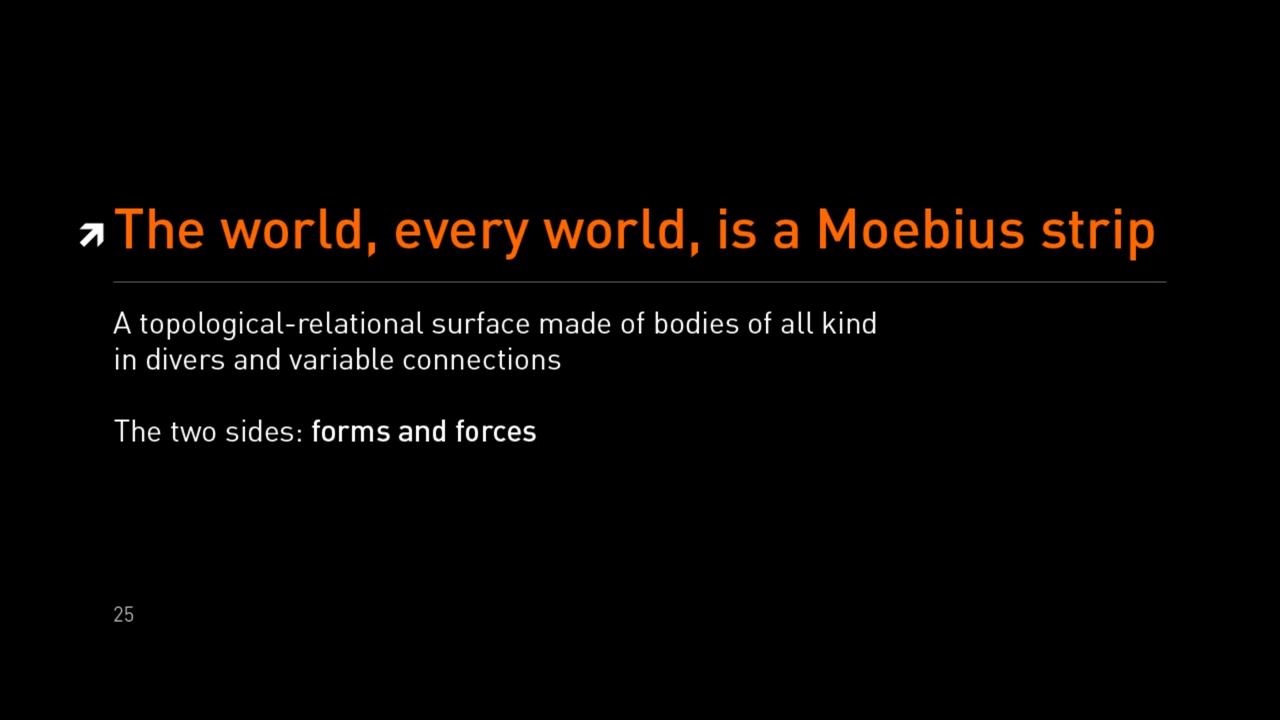 The world, every world, is a Moebius strip
A topological-relational surface made of bodies of all kind
in divers and variable connections
The two sides: forms and forces
25